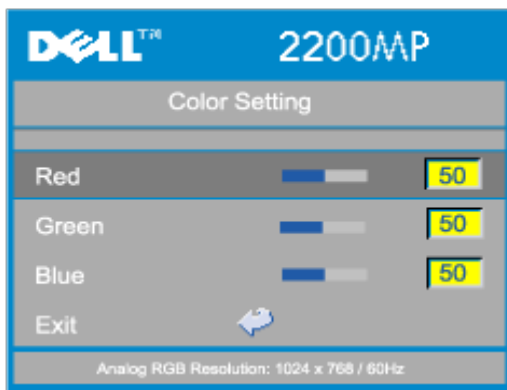 DELL™ 2200MP
Color Setting
Red 50
Green 50
Blue 50
Exit
Analog RGB Resolution: 1024 x 768 / 60Hz